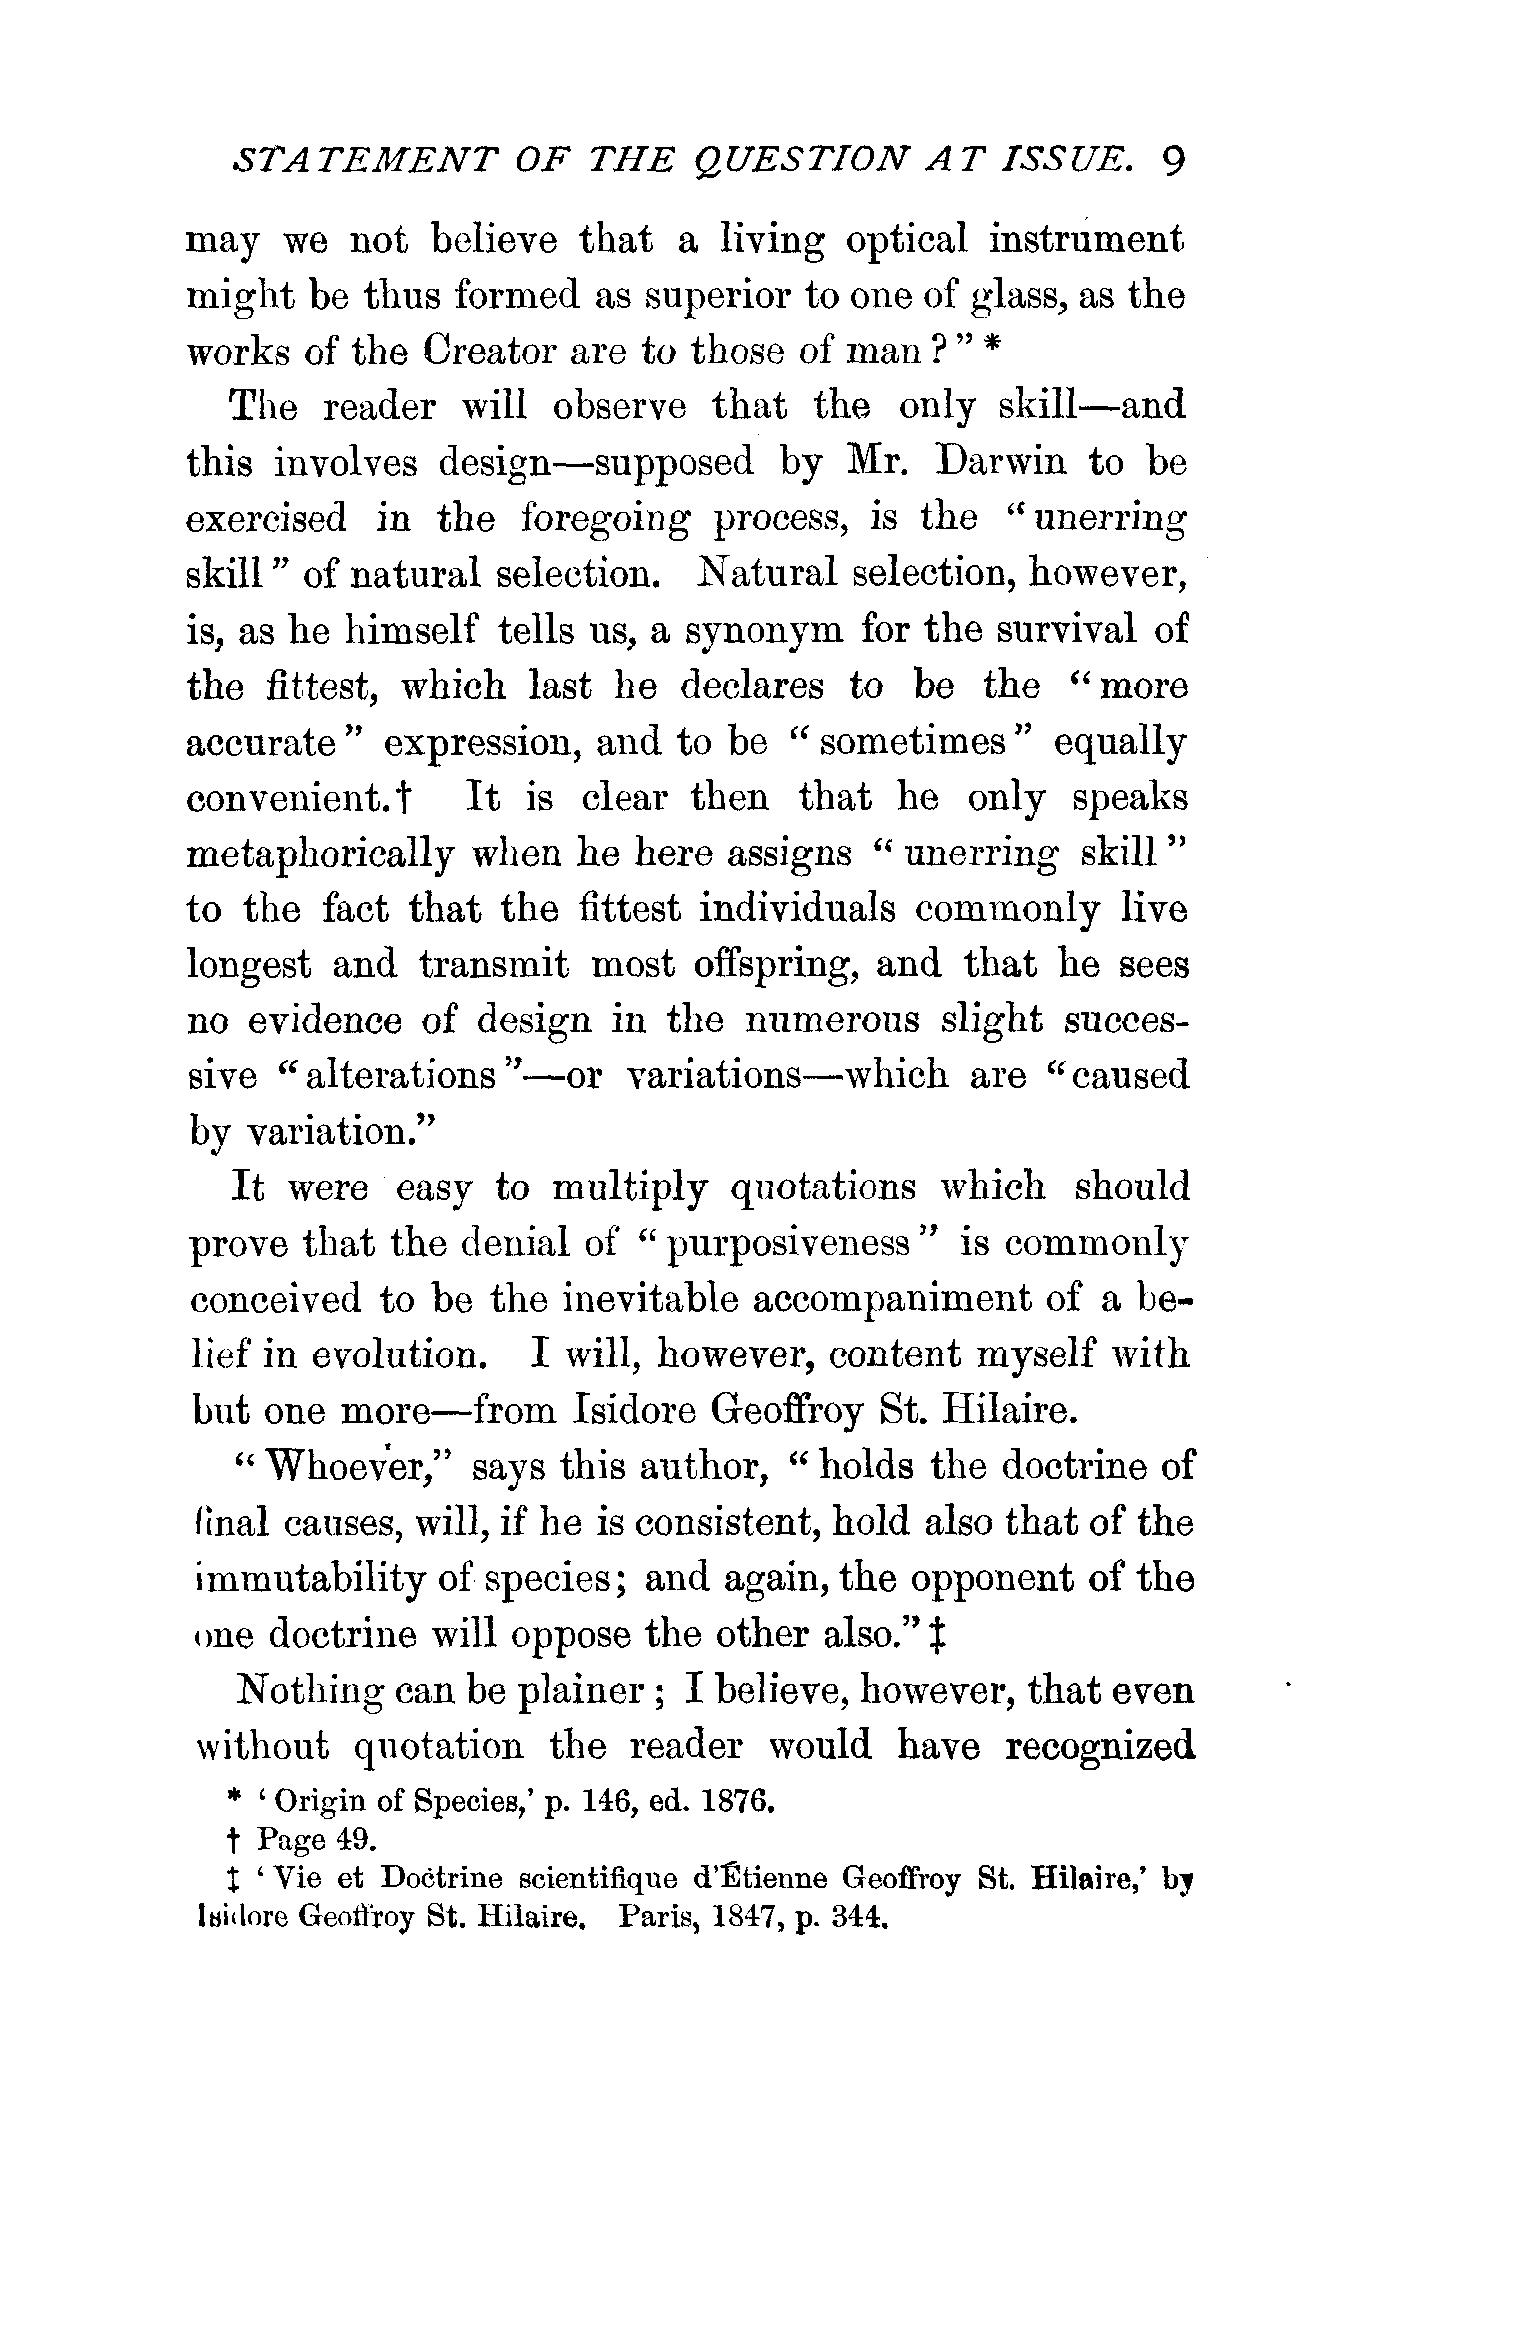 STATEMENT OF THE QUESTION AT ISSUE. 9
may we not believe that a living optical instrument
might be thus formed as superior to one of glass, as the
works of the Creator are to those of man?" *
The reader will observe that the only skill—and
this involves design—supposed by Mr. Darwin to be
exercised in the foregoing process, is the "unerring
skill" of natural selection. Natural selection, however,
is, as he himself tells us, a synonym for the survival of
the fittest, which last he declares to be the "more
accurate" expression, and to be "sometimes" equally
convenient.† It is clear then that he only speaks
metaphorically when he here assigns "unerring skill"
to the fact that the fittest individuals commonly live
longest and transmit most offspring, and that he sees
no evidence of design in the numerous slight succes-
sive "alterations"—or variations—which are "caused
by variation."
It were easy to multiply quotations which should
prove that the denial of "purposiveness" is commonly
conceived to be the inevitable accompaniment of a be-
lief in evolution. I will, however, content myself with
but one more—from Isidore Geoffroy St. Hilaire.
"Whoever," says this author, "holds the doctrine of
final causes, will, if he is consistent, hold also that of the
immutability of species; and again, the opponent of the
one doctrine will oppose the other also."‡
Nothing can be plainer; I believe, however, that even
without quotation the reader would have recognized
* 'Origin of Species,' p. 146, ed. 1876.
† Page 49.
‡ 'Vie et Doctrine scientifique d'Étienne Geoffroy St. Hilaire,' by
Isidore Geoffroy St. Hilaire. Paris, 1847, p. 344.